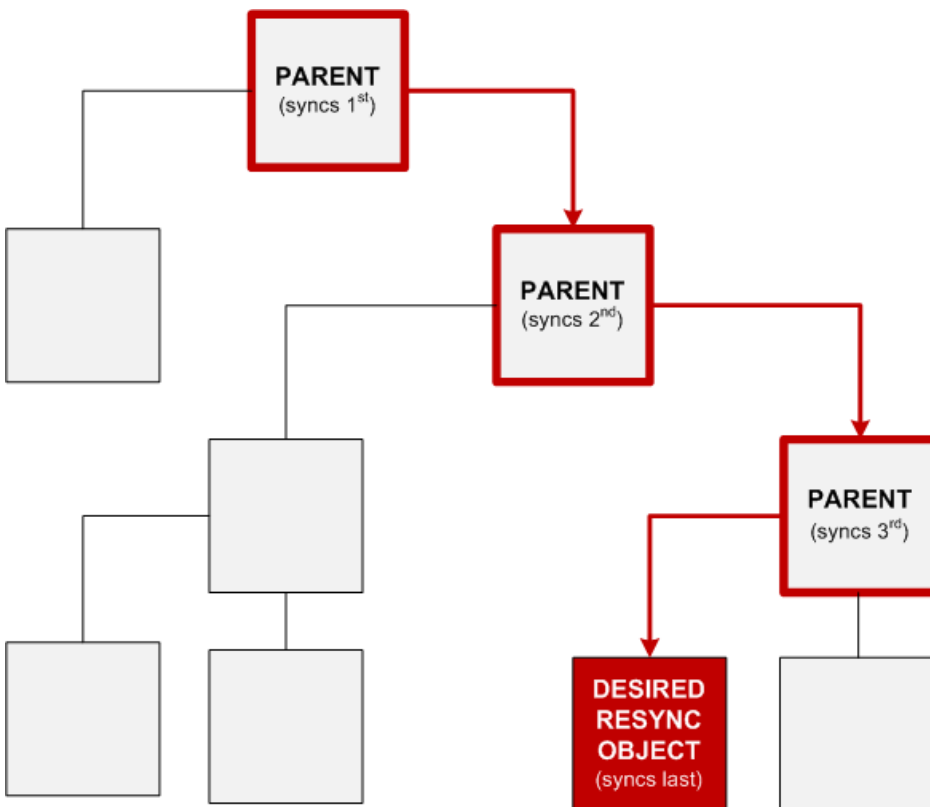 PARENT
(syncs 1st)
PARENT
(syncs 2nd)
PARENT
(syncs 3rd)
DESIRED
RESYNC
OBJECT
(syncs last)